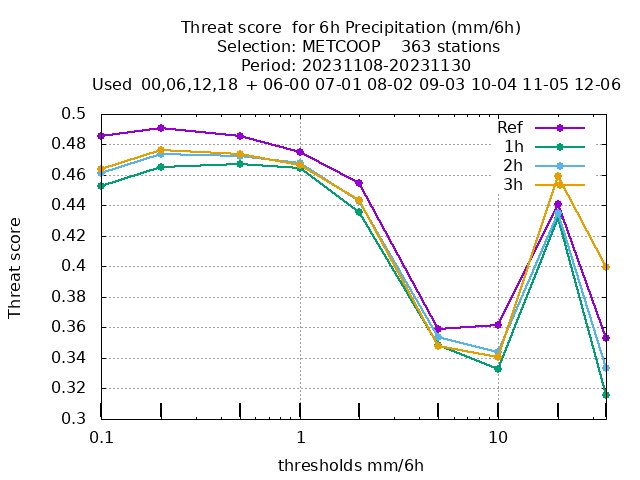 Threat score  for 6h Precipitation (mm/6h)
Selection: METCOOP    363 stations
Period: 20231108-20231130
Used  00,06,12,18  + 06-00 07-01 08-02 09-03 10-04 11-05 12-06
0.5
0.48
0.46
0.44
0.42
0.4
0.38
0.36
0.34
0.32
0.3
Threat score
Ref
1h
2h
3h
0.1
1
10
thresholds mm/6h